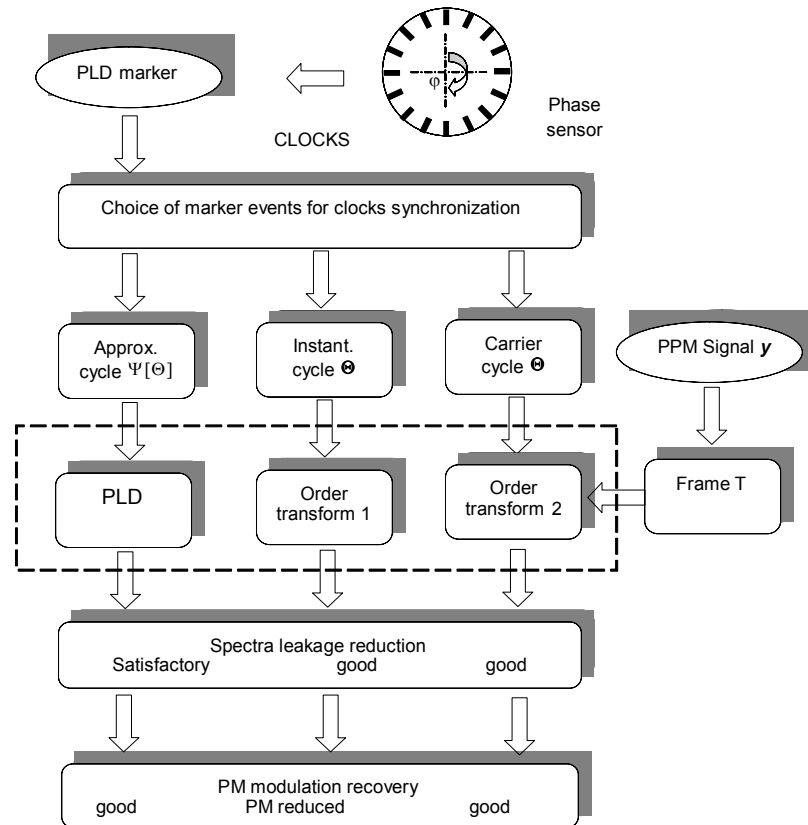 PLD marker
φ
Phase
sensor
CLOCKS
Choice of marker events for clocks synchronization
Approx.
cycle Ψ[Θ]
Instant.
cycle Θ
Carrier
cycle Θ
PPM Signal y
PLD
Order
transform 1
Order
transform 2
Frame T
Spectra leakage reduction
Satisfactory good good
PM modulation recovery
good PM reduced good